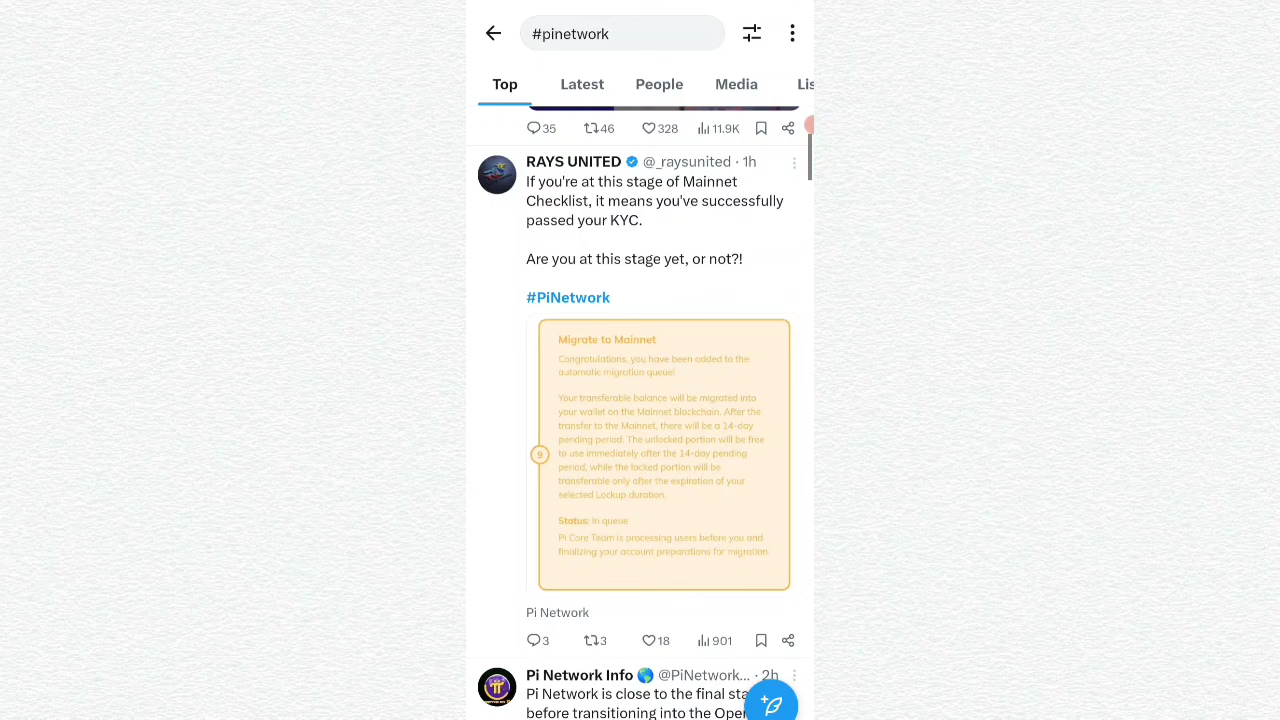 #pinetwork
Top Latest People Media Lis
35 46 328 11.9K
RAYS UNITED @_raysunited · 1h
If you're at this stage of Mainnet
Checklist, it means you've successfully
passed your KYC.
Are you at this stage yet, or not?!
#PiNetwork
Migrate to Mainnet
Congratulations, you have been added to the
automatic migration queue!
Your transferable balance will be migrated into
your wallet on the Mainnet blockchain. After the
transfer to the Mainnet, there will be a 14-day
pending period. The unlocked portion will be free
to use immediately after the 14-day pending
9
period, while the locked portion will be
transferable only after the expiration of your
selected Lockup duration.
Status: In queue
Pi Core Team is processing users before you and
finalizing your account preparations for migration.
Pi Network
3 3 18 901
Pi Network Info @PiNetwork... · 2h
Pi Network is close to the final sta
before transitioning into the Open